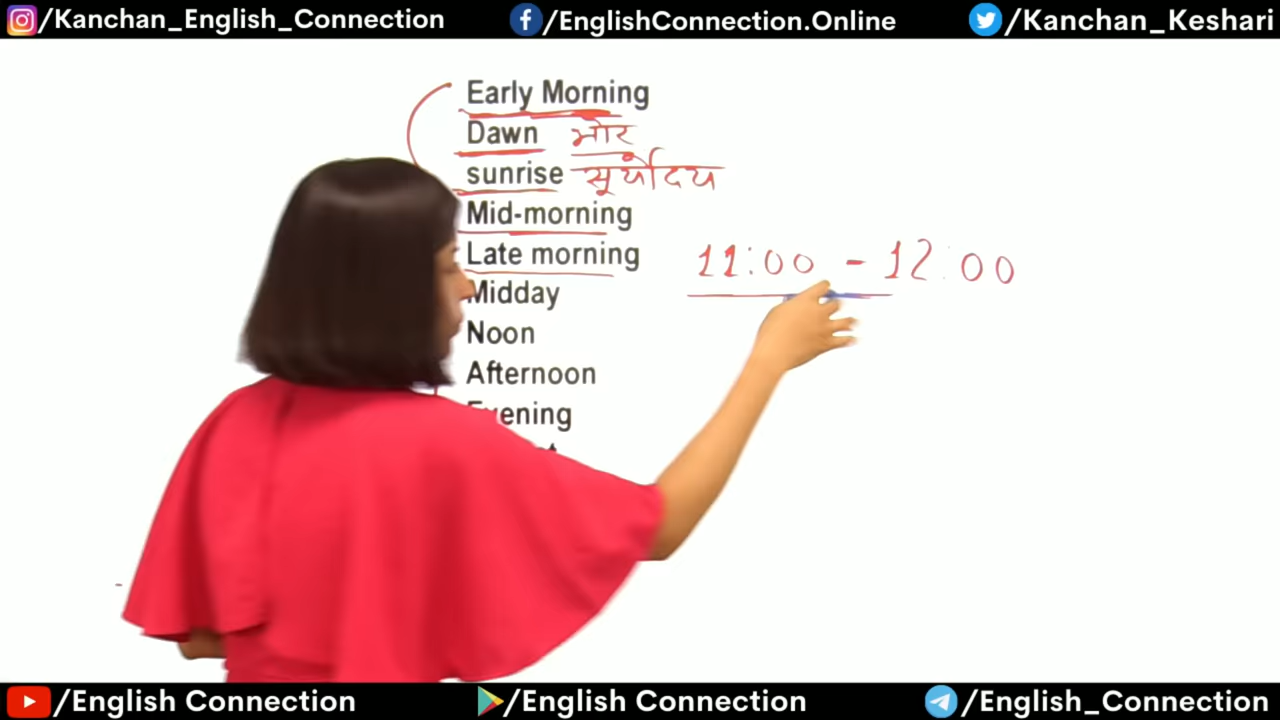 /Kanchan_English_Connection /EnglishConnection.Online /Kanchan_Keshari
Early Morning
Dawn भोर
sunrise सूर्योदय
Mid-morning
Late morning 11:00 - 12:00
Midday
Noon
Afternoon
Evening
/English Connection /English Connection /English_Connection